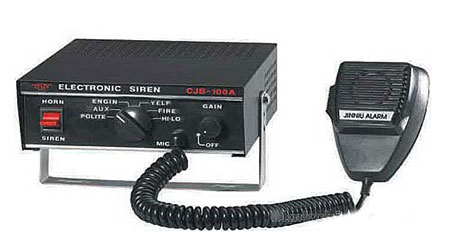 ELECTRONIC SIREN CJB-100A
HORN
SIREN
ENGIN
AUX
POLITE
YELP
FIRE
HI-LO
GAIN
OFF
MIC
JINNIU ALARM